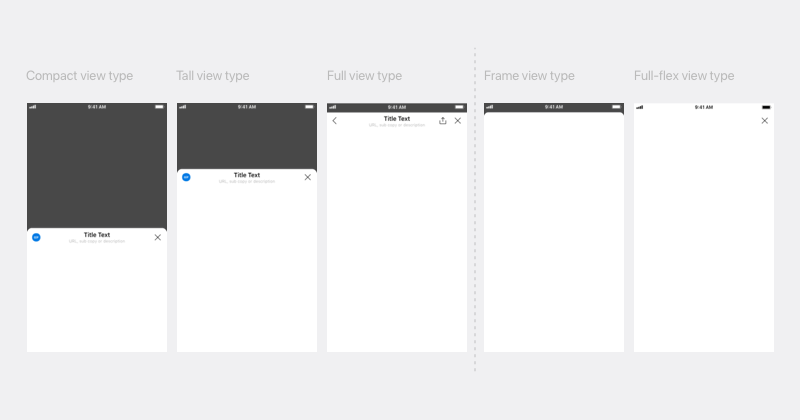 Compact view type
Tall view type
Full view type
Frame view type
Full-flex view type
9:41 AM
9:41 AM
9:41 AM
9:41 AM
9:41 AM
Title Text
URL, sub copy or description
Title Text
URL, sub copy or description
Title Text
URL, sub copy or description